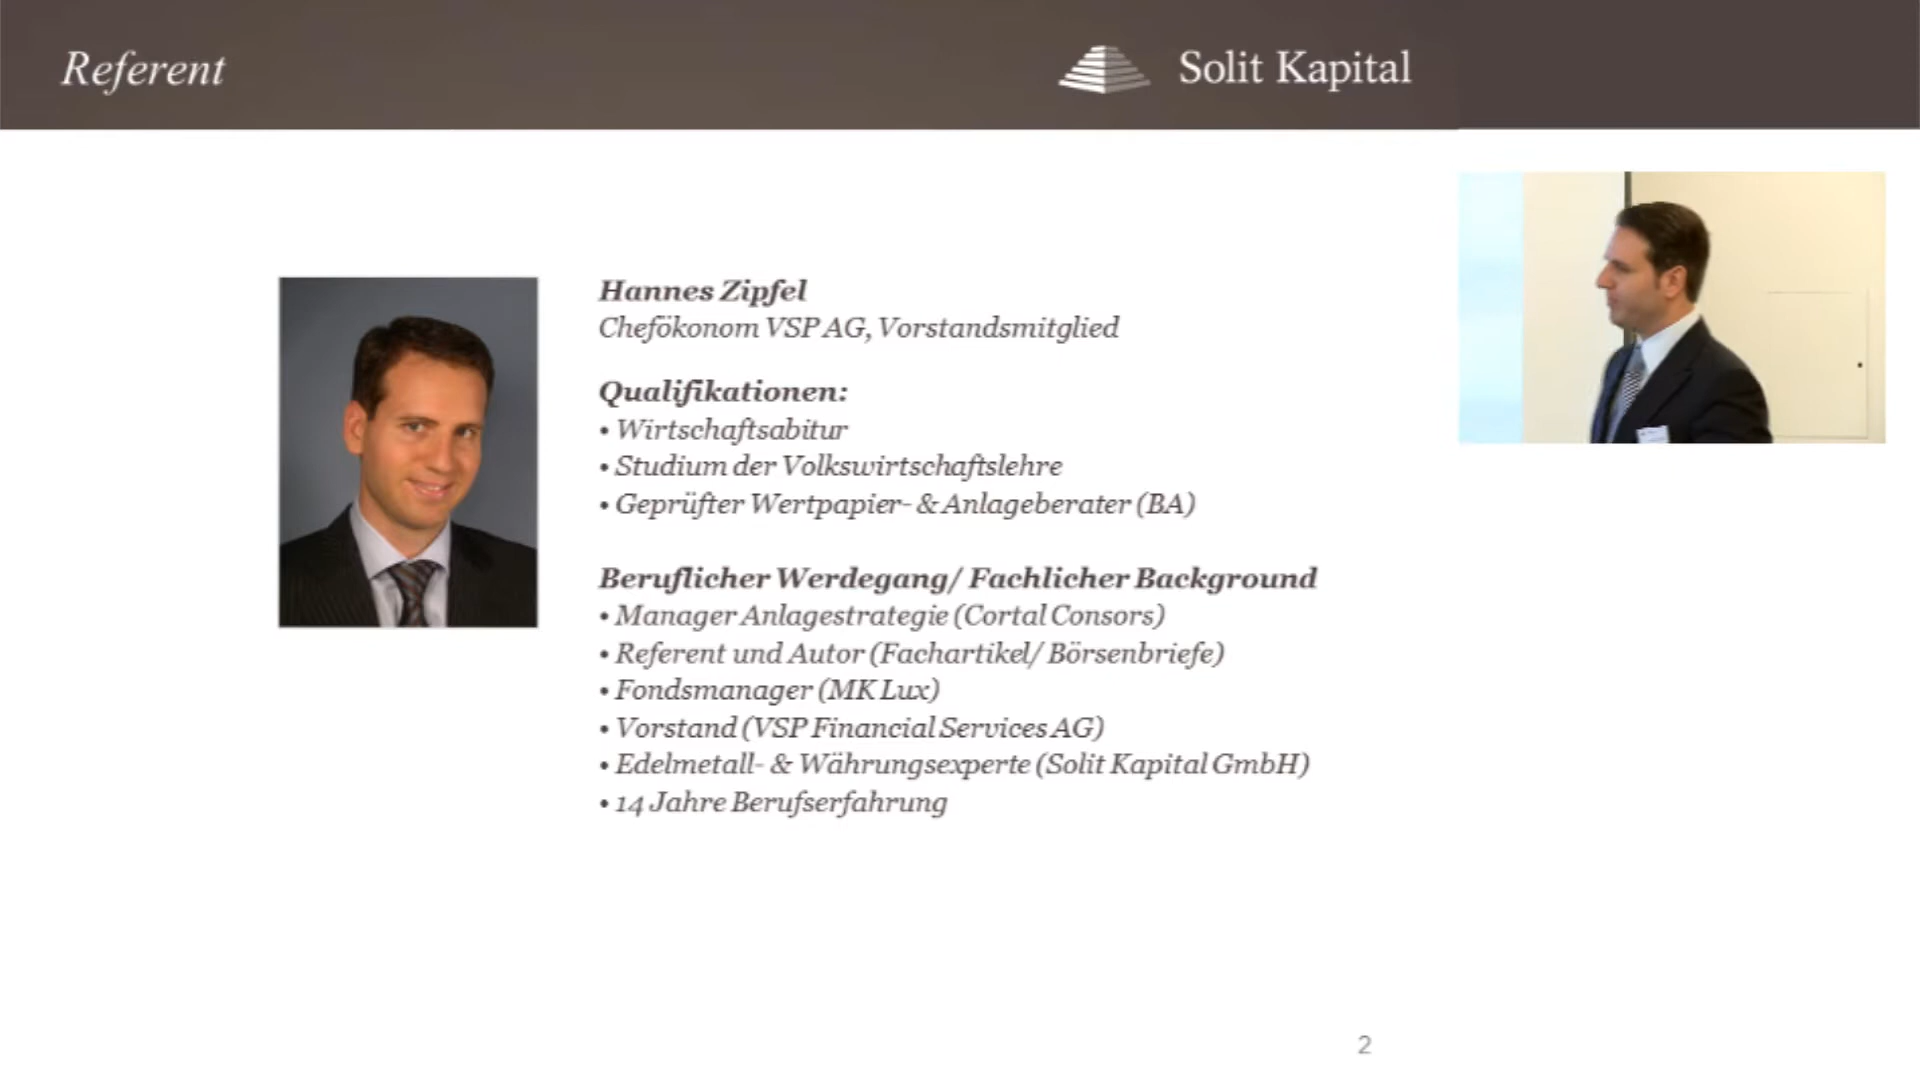 Referent
Solit Kapital
Hannes Zipfel
Chefökonom VSP AG, Vorstandsmitglied
Qualifikationen:
• Wirtschaftsabitur
• Studium der Volkswirtschaftslehre
• Geprüfter Wertpapier- & Anlageberater (BA)
Beruflicher Werdegang/ Fachlicher Background
• Manager Anlagestrategie (Cortal Consors)
• Referent und Autor (Fachartikel/ Börsenbriefe)
• Fondsmanager (MK Lux)
• Vorstand (VSP Financial Services AG)
• Edelmetall- & Währungsexperte (Solit Kapital GmbH)
• 14 Jahre Berufserfahrung
2